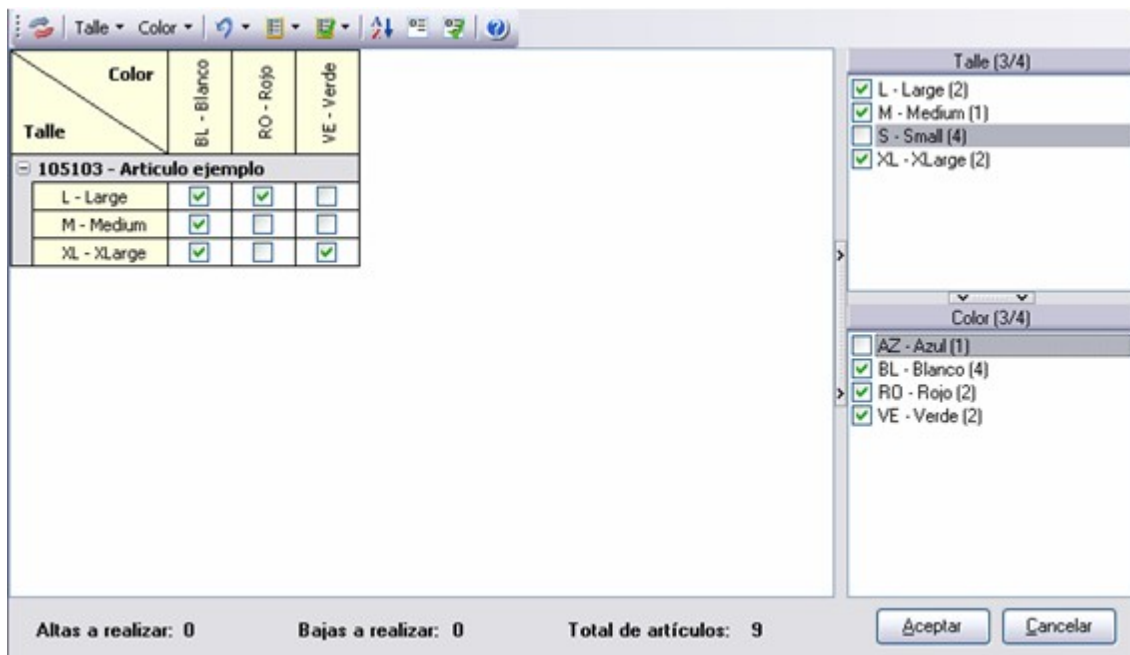 Talle Color
Color
Talle
BL - Blanco
RO - Rojo
VE - Verde
105103 - Articulo ejemplo
L - Large
M - Medium
XL - XLarge
Talle (3/4)
L - Large (2)
M - Medium (1)
S - Small (4)
XL - XLarge (2)
Color (3/4)
AZ - Azul (1)
BL - Blanco (4)
RO - Rojo (2)
VE - Verde (2)
Altas a realizar: 0 Bajas a realizar: 0 Total de artículos: 9
Aceptar Cancelar